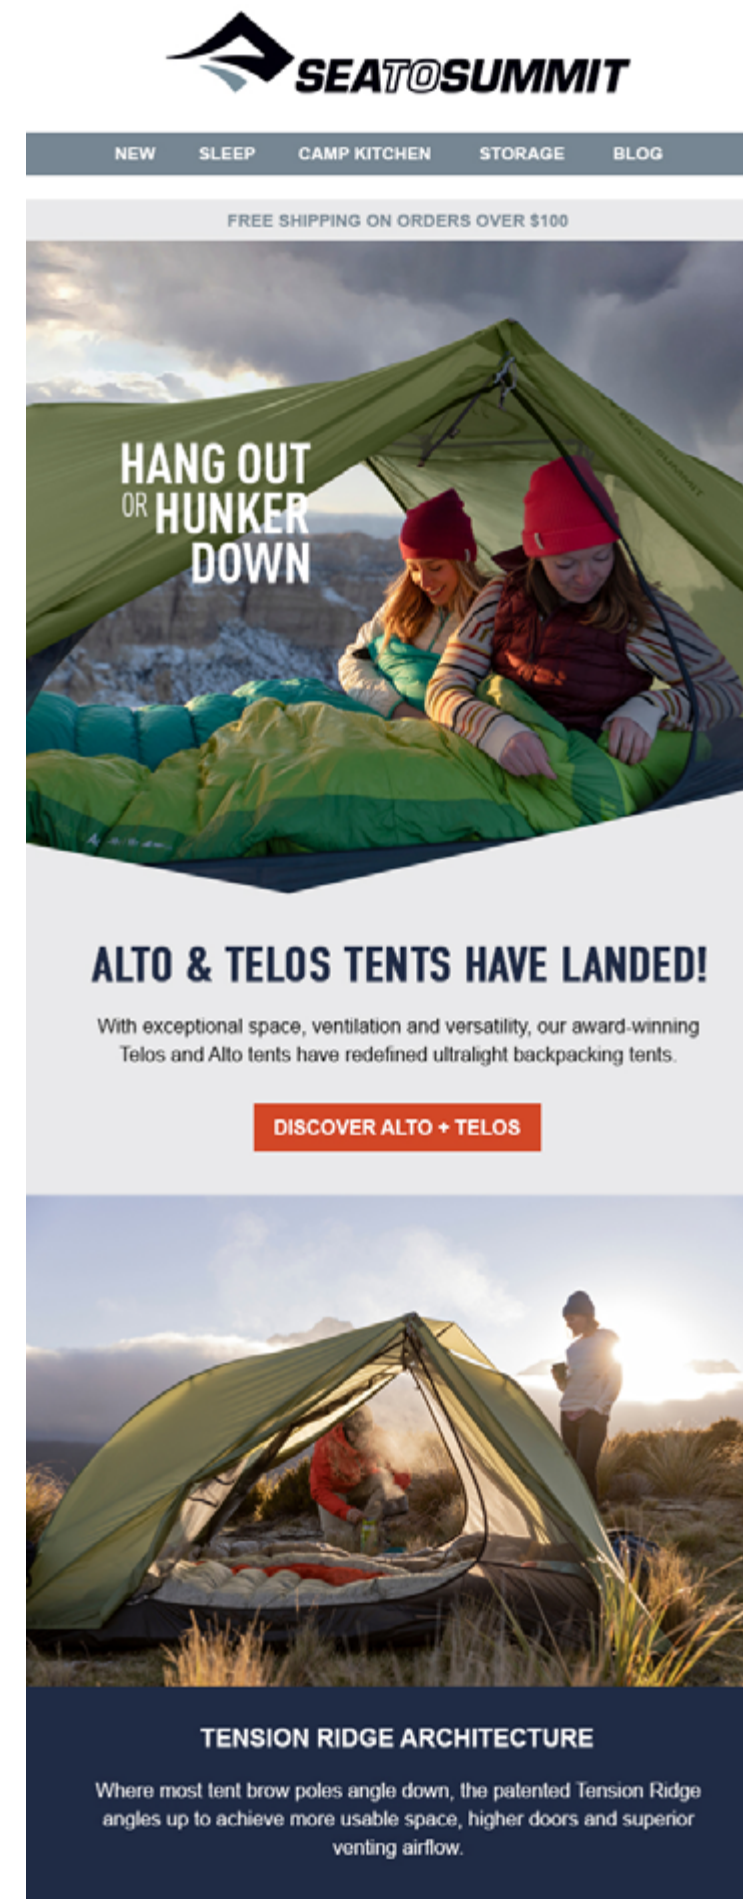 SEATOSUMMIT
NEW SLEEP CAMP KITCHEN STORAGE BLOG
FREE SHIPPING ON ORDERS OVER $100
HANG OUT
OR HUNKER
DOWN
SUMMIT
ALTO & TELOS TENTS HAVE LANDED!
With exceptional space, ventilation and versatility, our award-winning
Telos and Alto tents have redefined ultralight backpacking tents.
DISCOVER ALTO + TELOS
TENSION RIDGE ARCHITECTURE
Where most tent brow poles angle down, the patented Tension Ridge
angles up to achieve more usable space, higher doors and superior
venting airflow.